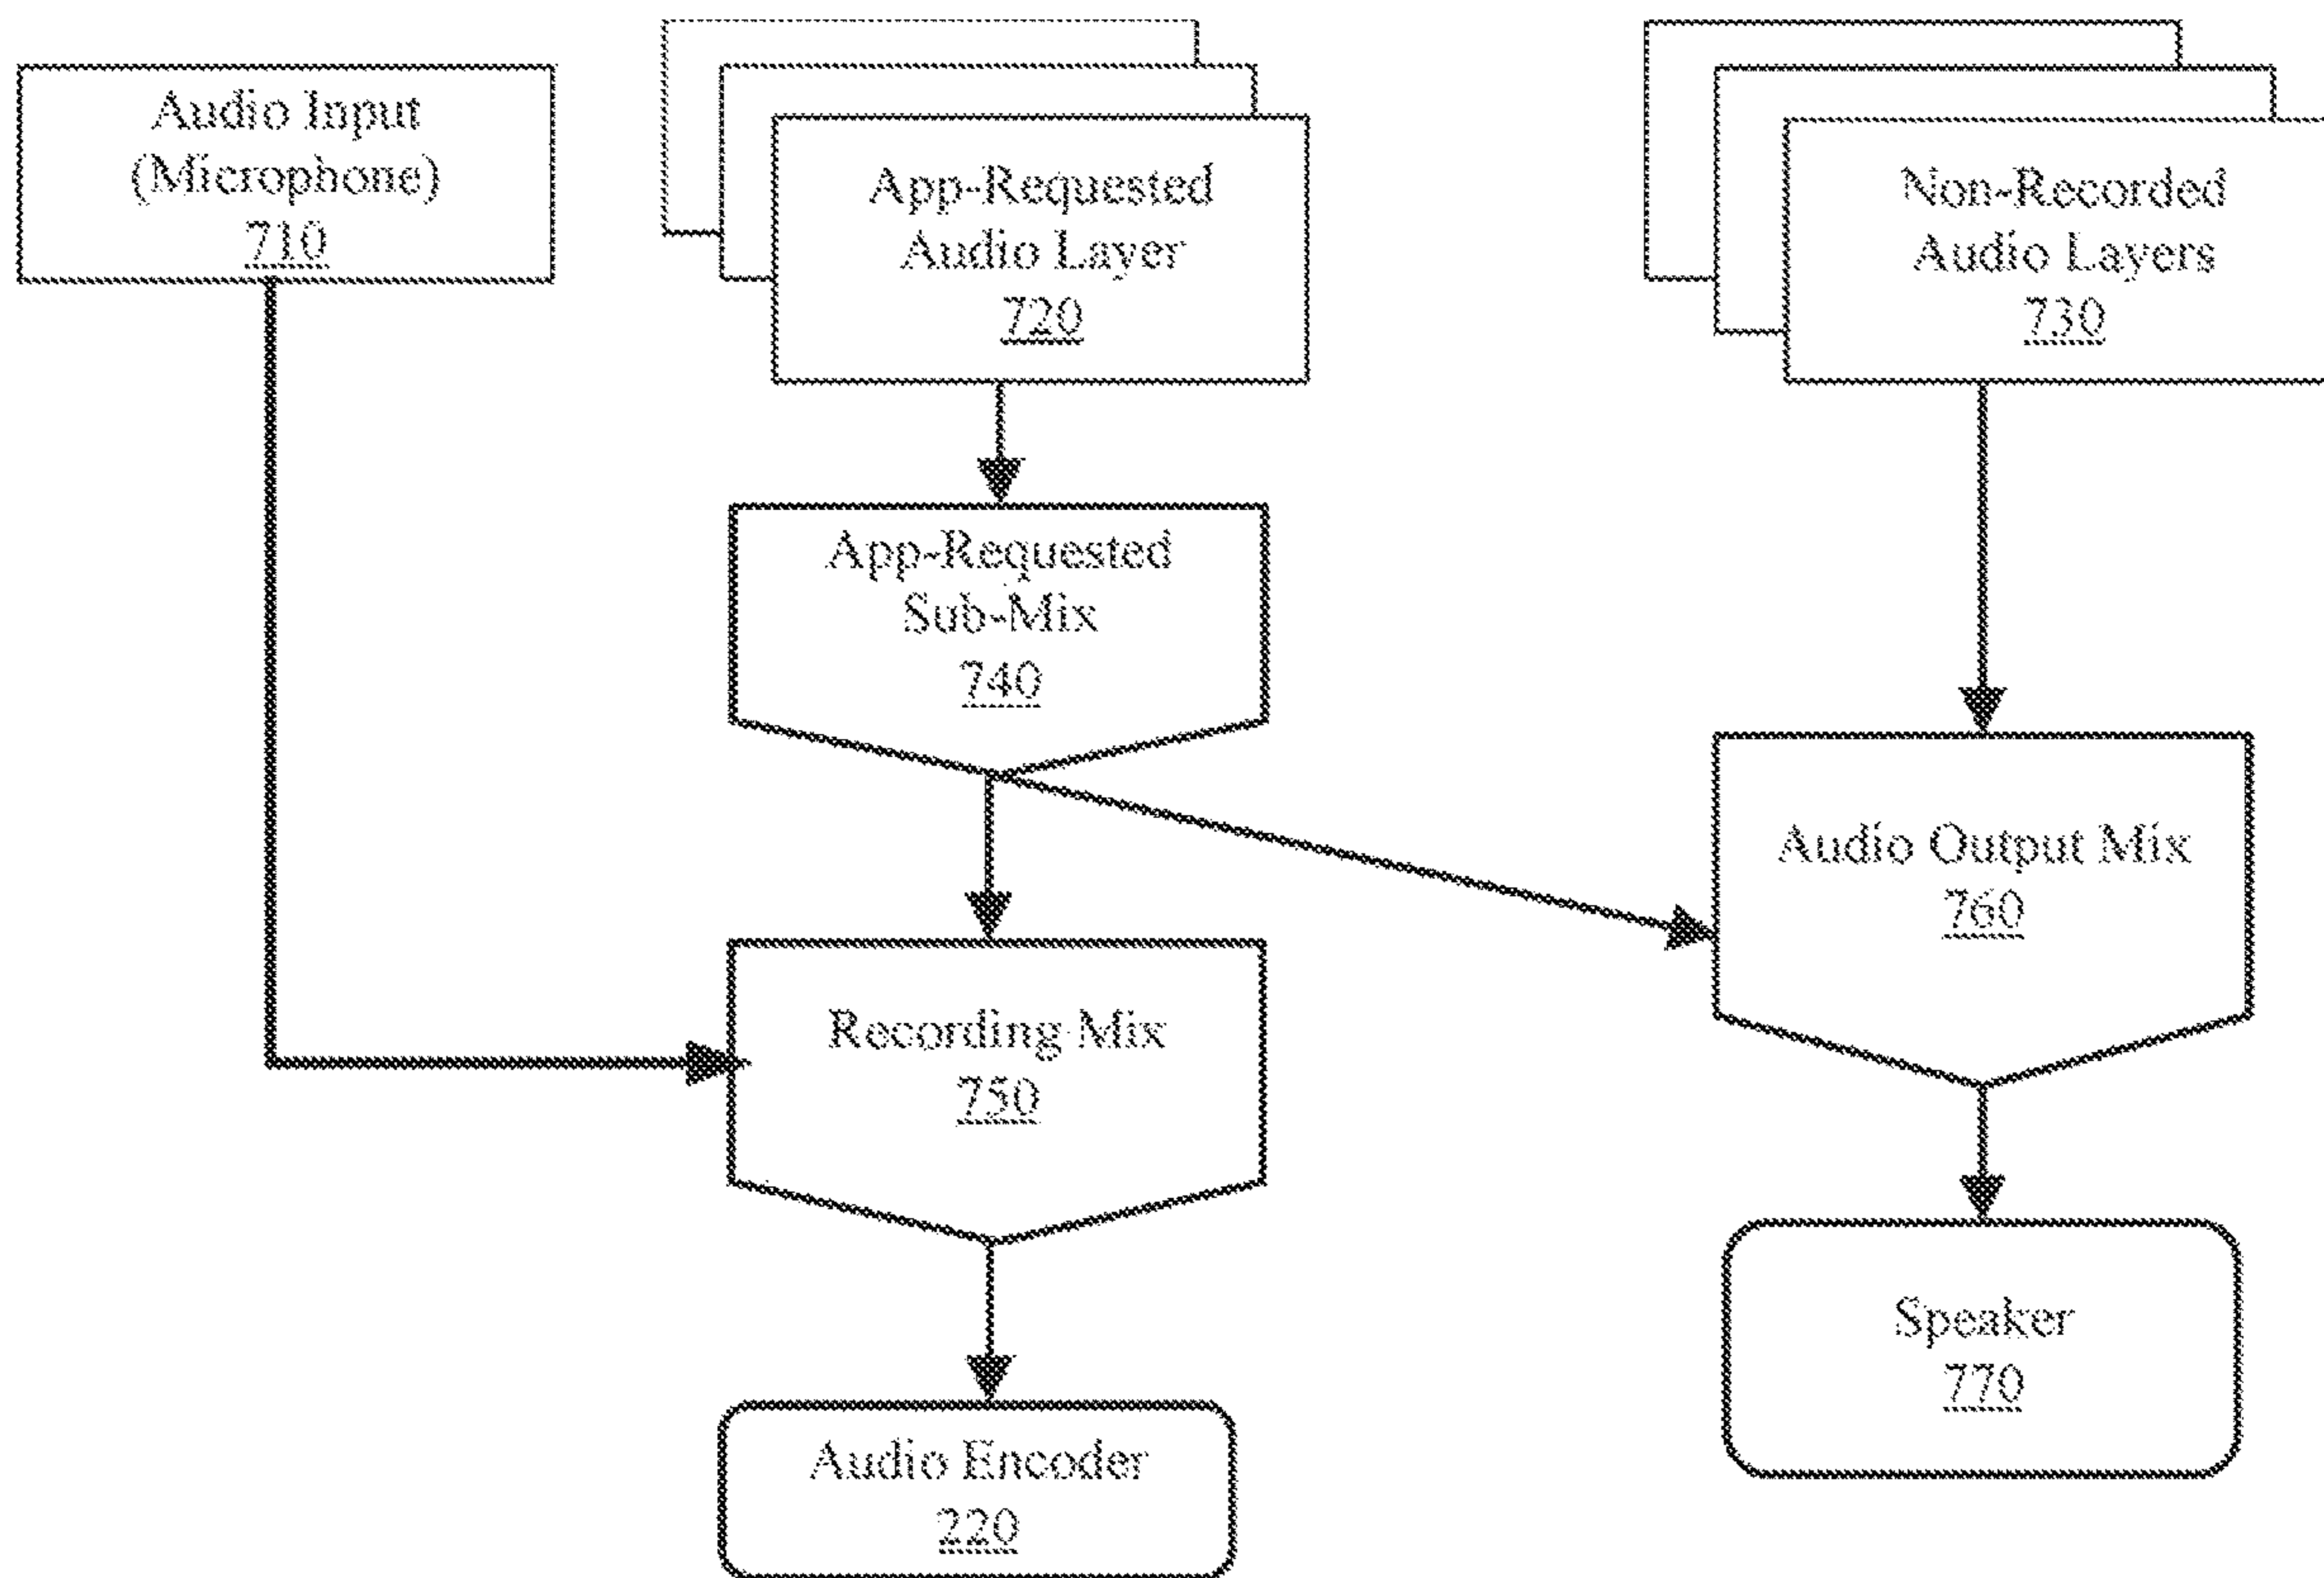 Audio Input
(Microphone)
710
App-Requested
Audio Layer
720
Non-Recorded
Audio Layers
730
App-Requested
Sub-Mix
740
Audio Output Mix
760
Recording Mix
750
Speaker
770
Audio Encoder
220